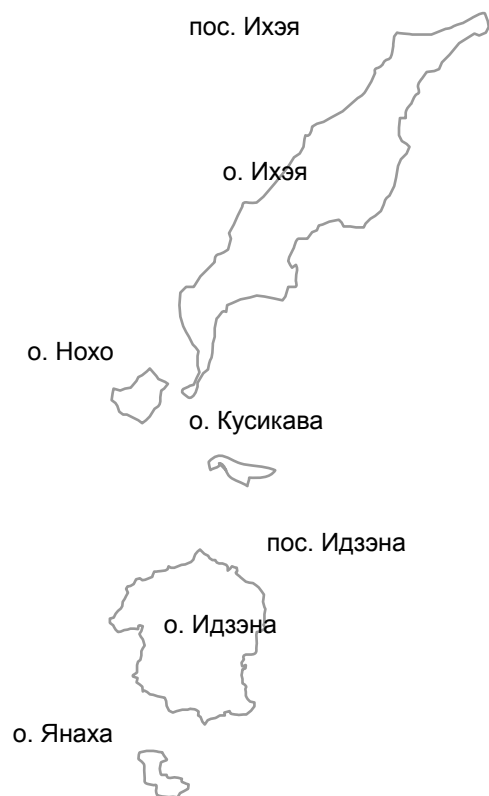 пос. Ихэя
о. Ихэя
о. Нохо
о. Кусикава
пос. Идзэна
о. Идзэна
о. Янаха